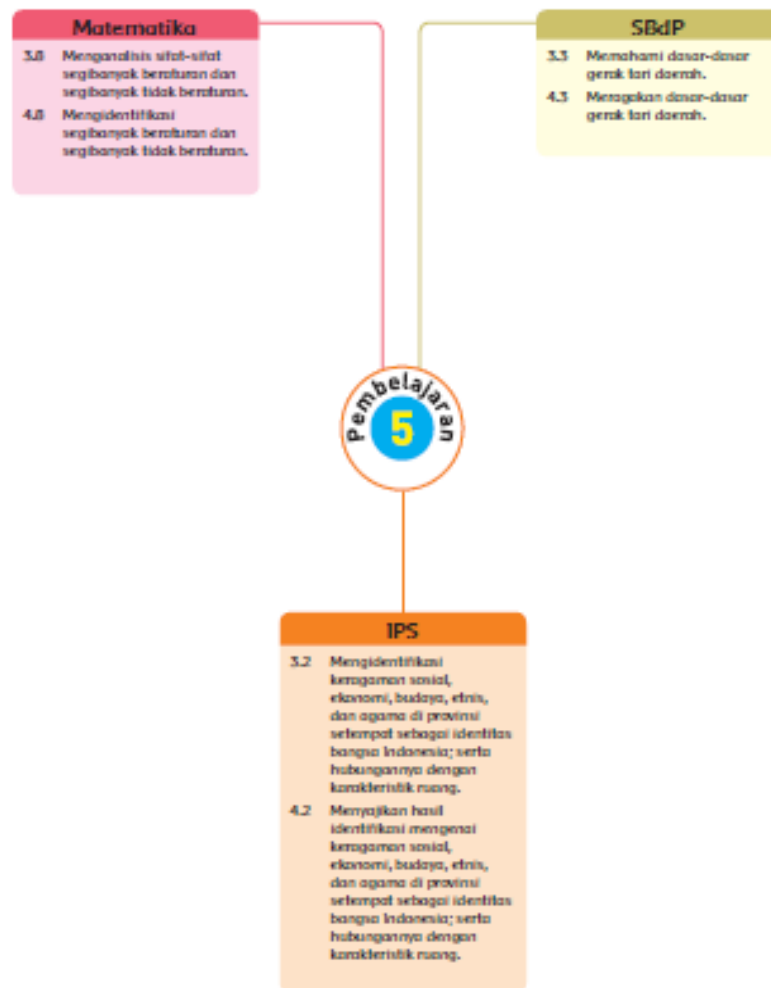 Matematika
3.8 Menganalisis sifat-sifat
segibanyak beraturan dan
segibanyak tidak beraturan.
4.8 Mengidentifikasi
segibanyak beraturan dan
segibanyak tidak beraturan.
SBdP
3.3 Memahami dasar-dasar
gerak tari daerah.
4.3 Meragakan dasar-dasar
gerak tari daerah.
Pembelajaran
5
IPS
3.2 Mengidentifikasi
keragaman sosial,
ekonomi, budaya, etnis,
dan agama di provinsi
setempat sebagai identitas
bangsa Indonesia; serta
hubungannya dengan
karakteristik ruang.
4.2 Menyajikan hasil
identifikasi mengenai
keragaman sosial,
ekonomi, budaya, etnis,
dan agama di provinsi
setempat sebagai identitas
bangsa Indonesia; serta
hubungannya dengan
karakteristik ruang.